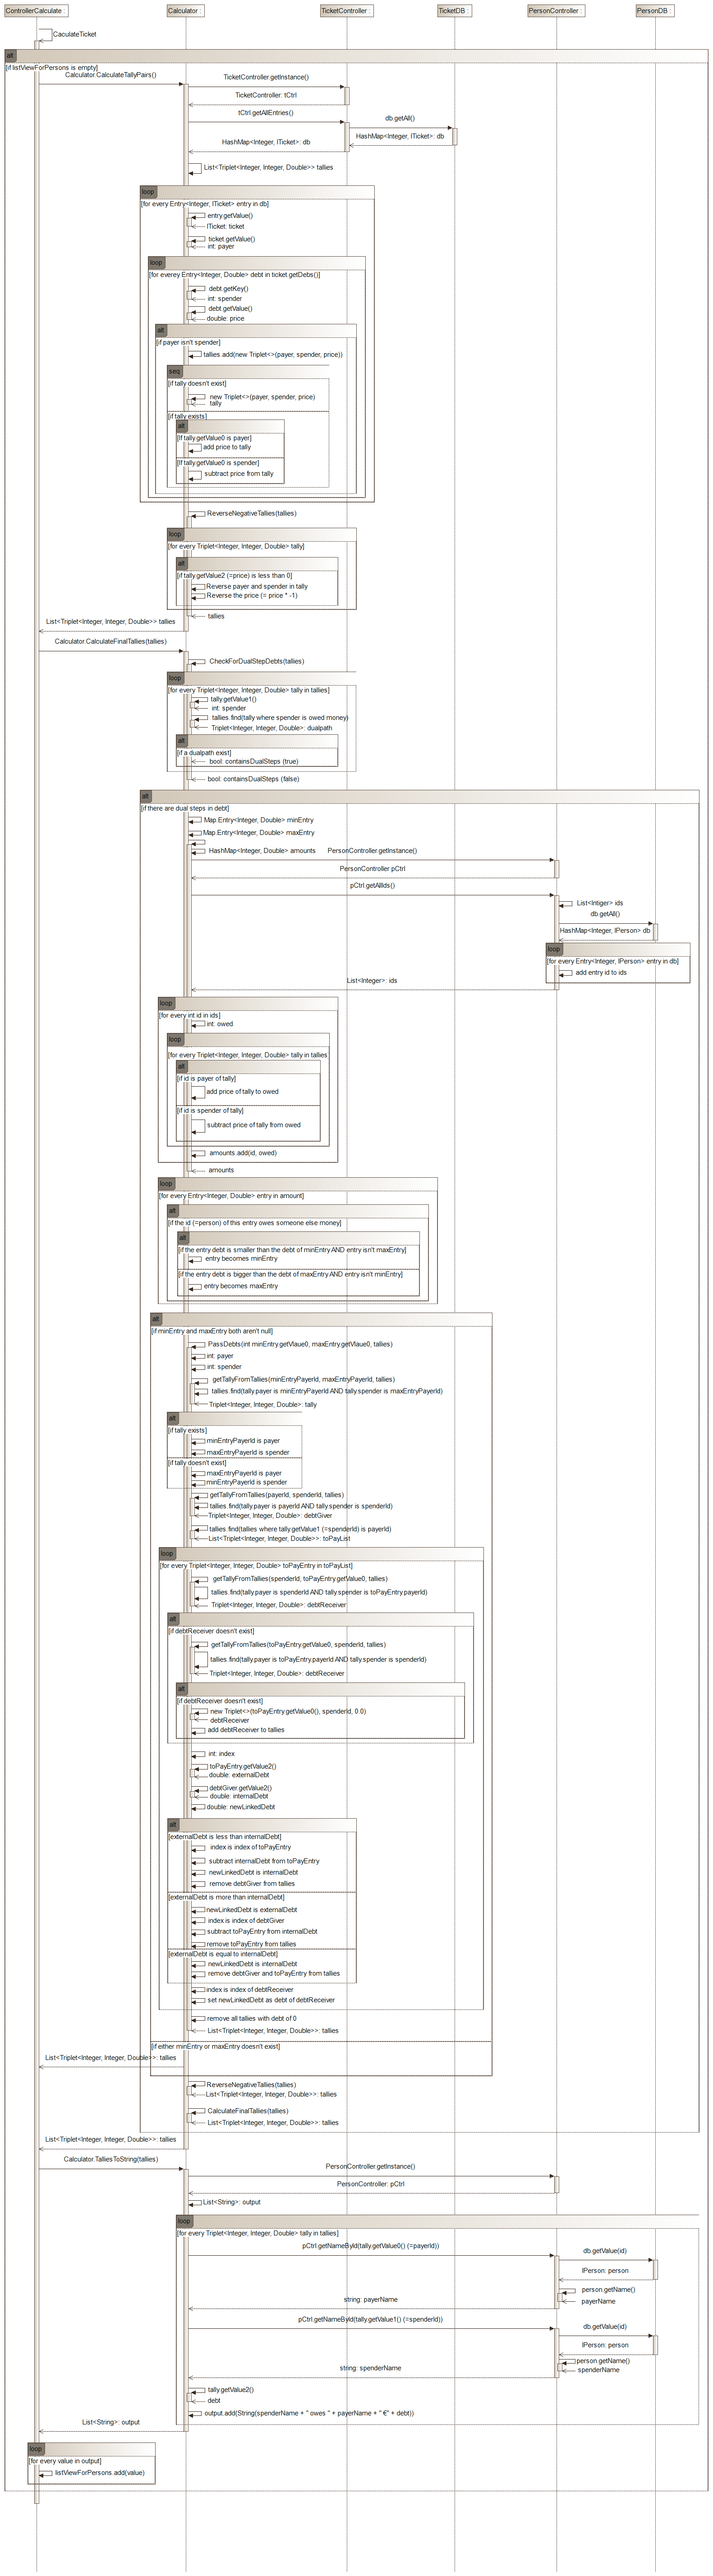 ControllerCalculate :
Calculator :
TicketController :
TicketDB :
PersonController :
PersonDB :
CaculateTicket
alt
[if listViewForPersons is empty]
Calculator.CalculateTallyPairs()
TicketController.getInstance()
TicketController: tCtrl
tCtrl.getAllEntries()
db.getAll()
HashMap<Integer, ITicket>: db
HashMap<Integer, ITicket>: db
List<Triplet<Integer, Integer, Double>> tallies
loop
[for every Entry<Integer, ITicket> entry in db]
entry.getValue()
ITicket: ticket
ticket.getValue()
int: payer
loop
[for everey Entry<Integer, Double> debt in ticket.getDebs()]
debt.getKey()
int: spender
debt.getValue()
double: price
alt
[if payer isn't spender]
tallies.add(new Triplet<>(payer, spender, price))
seq
[if tally doesn't exist]
new Triplet<>(payer, spender, price)
tally
[if tally exists]
alt
[If tally.getValue0 is payer]
add price to tally
[If tally.getValue0 is spender]
subtract price from tally
ReverseNegativeTallies(tallies)
loop
[for every Triplet<Integer, Integer, Double> tally]
alt
[if tally.getValue2 (=price) is less than 0]
Reverse payer and spender in tally
Reverse the price (= price * -1)
tallies
List<Triplet<Integer, Integer, Double>> tallies
Calculator.CalculateFinalTallies(tallies)
CheckForDualStepDebts(tallies)
loop
[for every Triplet<Integer, Integer, Double> tally in tallies]
tally.getValue1()
int: spender
tallies.find(tally where spender is owed money)
Triplet<Integer, Integer, Double>: dualpath
alt
[if a dualpath exist]
bool: containsDualSteps (true)
bool: containsDualSteps (false)
alt
[if there are dual steps in debt]
Map.Entry<Integer, Double> minEntry
Map.Entry<Integer, Double> maxEntry
HashMap<Integer, Double> amounts
PersonController.getInstance()
PersonController pCtrl
pCtrl.getAllIds()
List<Intiger> ids
db.getAll()
HashMap<Integer, IPerson> db
loop
[for every Entry<Integer, IPerson> entry in db]
add entry id to ids
List<Integer>: ids
loop
[for every int id in ids]
int: owed
loop
[for every Triplet<Integer, Integer, Double> tally in tallies
alt
[if id is payer of tally]
add price of tally to owed
[if id is spender of tally]
subtract price of tally from owed
amounts.add(id, owed)
amounts
loop
[for every Entry<Integer, Double> entry in amount]
alt
[if the id (=person) of this entry owes someone else money]
alt
[if the entry debt is smaller than the debt of minEntry AND entry isn't maxEntry]
entry becomes minEntry
[if the entry debt is bigger than the debt of maxEntry AND entry isn't minEntry]
entry becomes maxEntry
alt
[if minEntry and maxEntry both aren't null]
PassDebts(int minEntry.getVlaue0, maxEntry.getVlaue0, tallies)
int: payer
int: spender
getTallyFromTallies(minEntryPayerId, maxEntryPayerId, tallies)
tallies.find(tally.payer is minEntryPayerId AND tally.spender is maxEntryPayerId)
Triplet<Integer, Integer, Double>: tally
alt
[if tally exists]
minEntryPayerId is payer
maxEntryPayerId is spender
[if tally doesn't exist]
maxEntryPayerId is payer
minEntryPayerId is spender
getTallyFromTallies(payerId, spenderId, tallies)
tallies.find(tally.payer is payerId AND tally.spender is spenderId)
Triplet<Integer, Integer, Double>: debtGiver
tallies.find(tallies where tally.getValue1 (=spenderId) is payerId)
List<Triplet<Integer, Integer, Double>>: toPayList
loop
[for every Triplet<Integer, Integer, Double> toPayEntry in toPayList]
getTallyFromTallies(spenderId, toPayEntry.getValue0, tallies)
tallies.find(tally.payer is spenderId AND tally.spender is toPayEntry.payerId)
Triplet<Integer, Integer, Double>: debtReceiver
alt
[if debtReceiver doesn't exist]
getTallyFromTallies(toPayEntry.getValue0, spenderId, tallies)
tallies.find(tally.payer is toPayEntry.payerId AND tally.spender is spenderId)
Triplet<Integer, Integer, Double>: debtReceiver
alt
[if debtReceiver doesn't exist]
new Triplet<>(toPayEntry.getValue0(), spenderId, 0.0)
debtReceiver
add debtReceiver to tallies
int: index
toPayEntry.getValue2()
double: externalDebt
debtGiver.getValue2()
double: internalDebt
double: newLinkedDebt
alt
[externalDebt is less than internalDebt]
index is index of toPayEntry
subtract internalDebt from toPayEntry
newLinkedDebt is internalDebt
remove debtGiver from tallies
[externalDebt is more than internalDebt]
newLinkedDebt is externalDebt
index is index of debtGiver
subtract toPayEntry from internalDebt
remove toPayEntry from tallies
[externalDebt is equal to internalDebt]
newLinkedDebt is internalDebt
remove debtGiver and toPayEntry from tallies
index is index of debtReceiver
set newLinkedDebt as debt of debtReceiver
remove all tallies with debt of 0
List<Triplet<Integer, Integer, Double>>: tallies
[if either minEntry or maxEntry doesn't exist]
List<Triplet<Integer, Integer, Double>>: tallies
ReverseNegativeTallies(tallies)
List<Triplet<Integer, Integer, Double>>: tallies
CalculateFinalTallies(tallies)
List<Triplet<Integer, Integer, Double>>: tallies
List<Triplet<Integer, Integer, Double>>: tallies
Calculator.TalliesToString(tallies)
PersonController.getInstance()
PersonController: pCtrl
List<String>: output
loop
[for every Triplet<Integer, Integer, Double> tally in tallies]
pCtrl.getNameById(tally.getValue0() (=payerId))
db.getValue(id)
IPerson: person
person.getName()
payerName
string: payerName
pCtrl.getNameById(tally.getValue1() (=spenderId))
db.getValue(id)
IPerson: person
person.getName()
spenderName
string: spenderName
tally.getValue2()
debt
output.add(String(spenderName + " owes " + payerName + " €" + debt))
List<String>: output
loop
[for every value in output]
listViewForPersons.add(value)